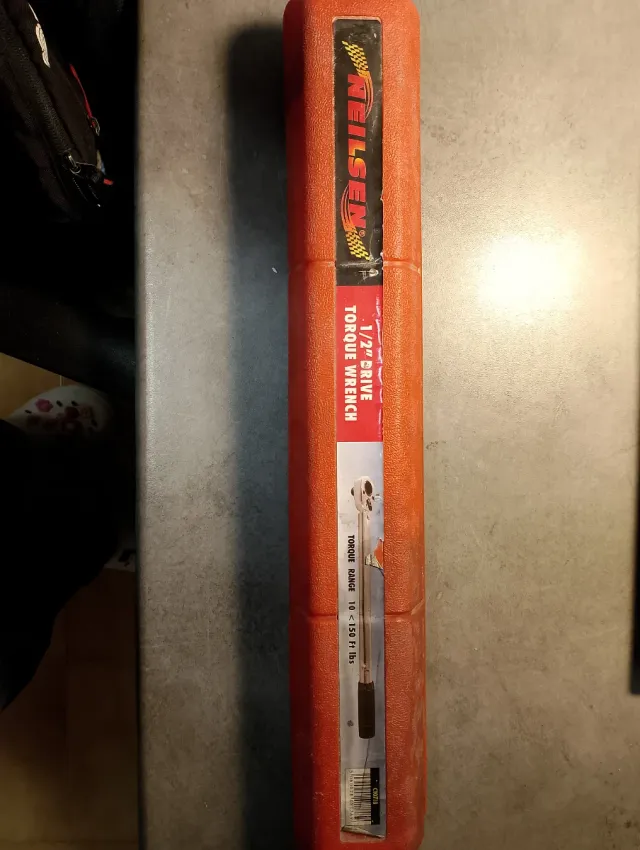 NEILSEN®
1/2" DRIVE
TORQUE WRENCH
TORQUE RANGE 10 < 150 Ft lbs